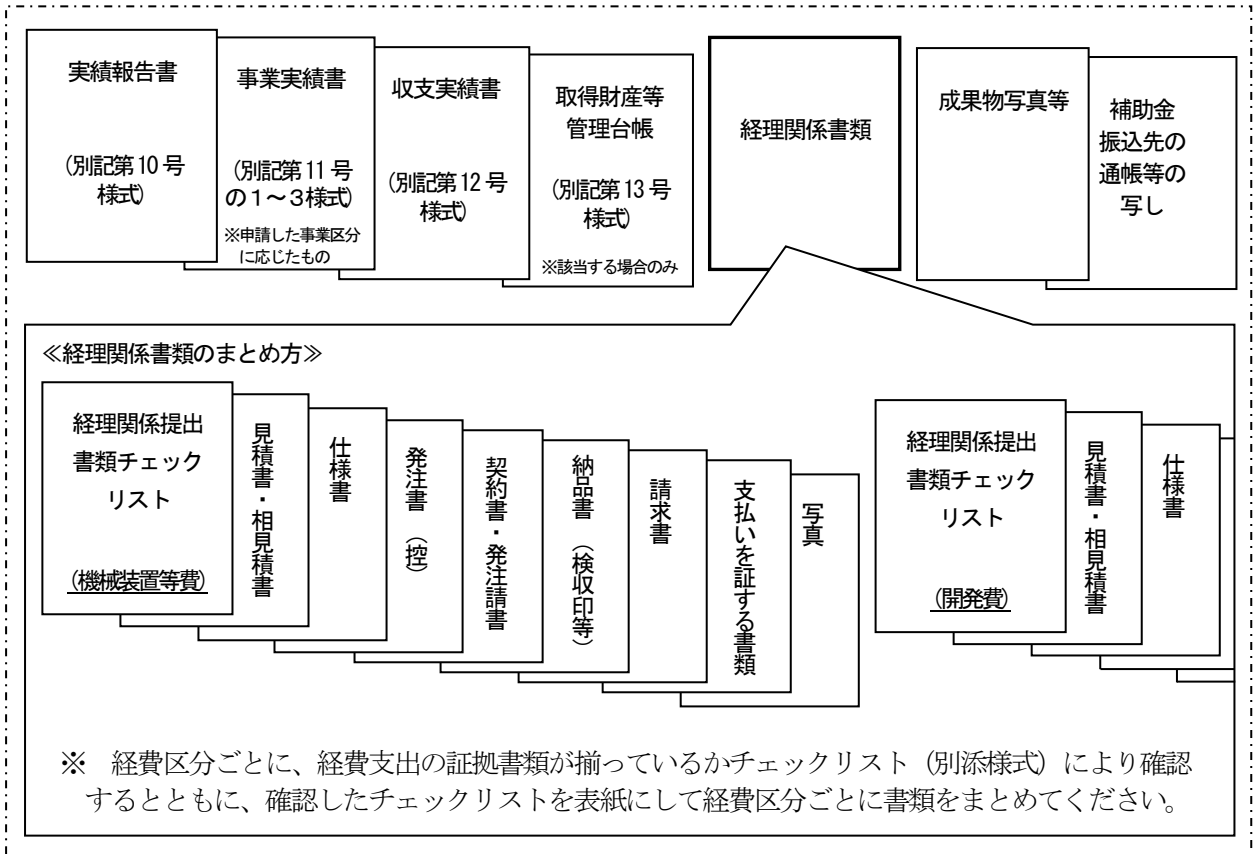 実績報告書
(別記第10号
様式)
事業実績書
(別記第11号
の1～3様式)
※申請した事業区分
に応じたもの
収支実績書
(別記第12号
様式)
取得財産等
管理台帳
(別記第13号
様式)
※該当する場合のみ
経理関係書類
成果物写真等
補助金
振込先の
通帳等の
写し
≪経理関係書類のまとめ方≫
経理関係提出
書類チェック
リスト
(機械装置等費)
見積書・相見積書
仕様書
発注書（控）
契約書・発注請書
納品書（検収印等）
請求書
支払いを証する書類
写真
経理関係提出
書類チェック
リスト
(開発費)
見積書・相見積書
仕様書
※　経費区分ごとに、経費支出の証拠書類が揃っているかチェックリスト（別添様式）により確認
するとともに、確認したチェックリストを表紙にして経費区分ごとに書類をまとめてください。